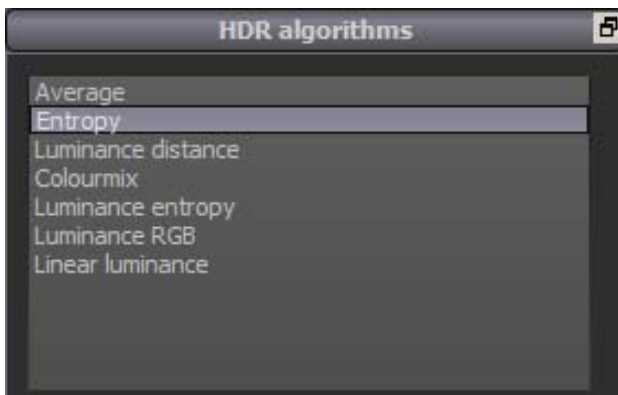 HDR algorithms
Average
Entropy
Luminance distance
Colourmix
Luminance entropy
Luminance RGB
Linear luminance